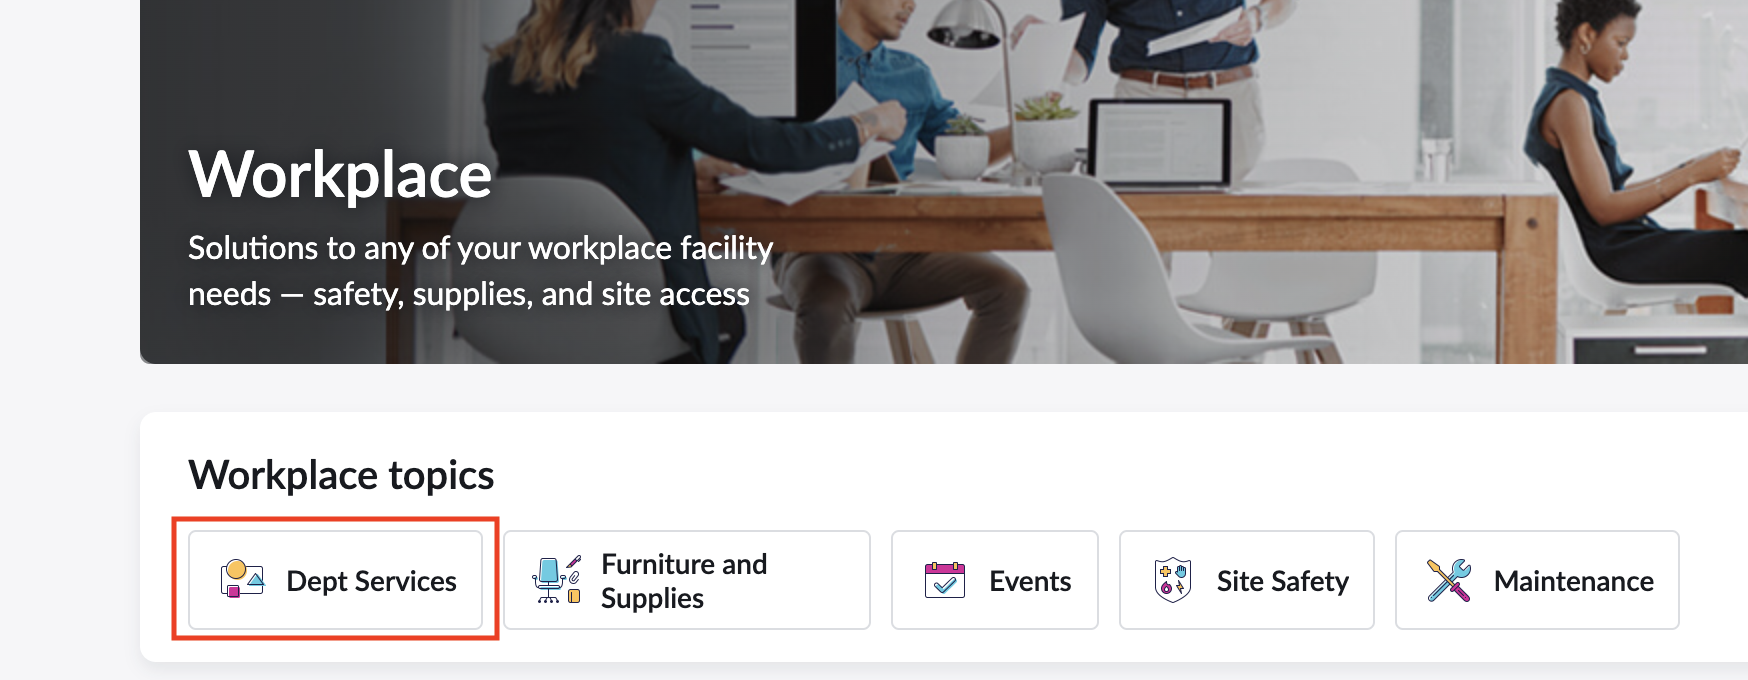 Workplace
Solutions to any of your workplace facility
needs — safety, supplies, and site access
Workplace topics
Dept Services
Furniture and
Supplies
Events
Site Safety
Maintenance